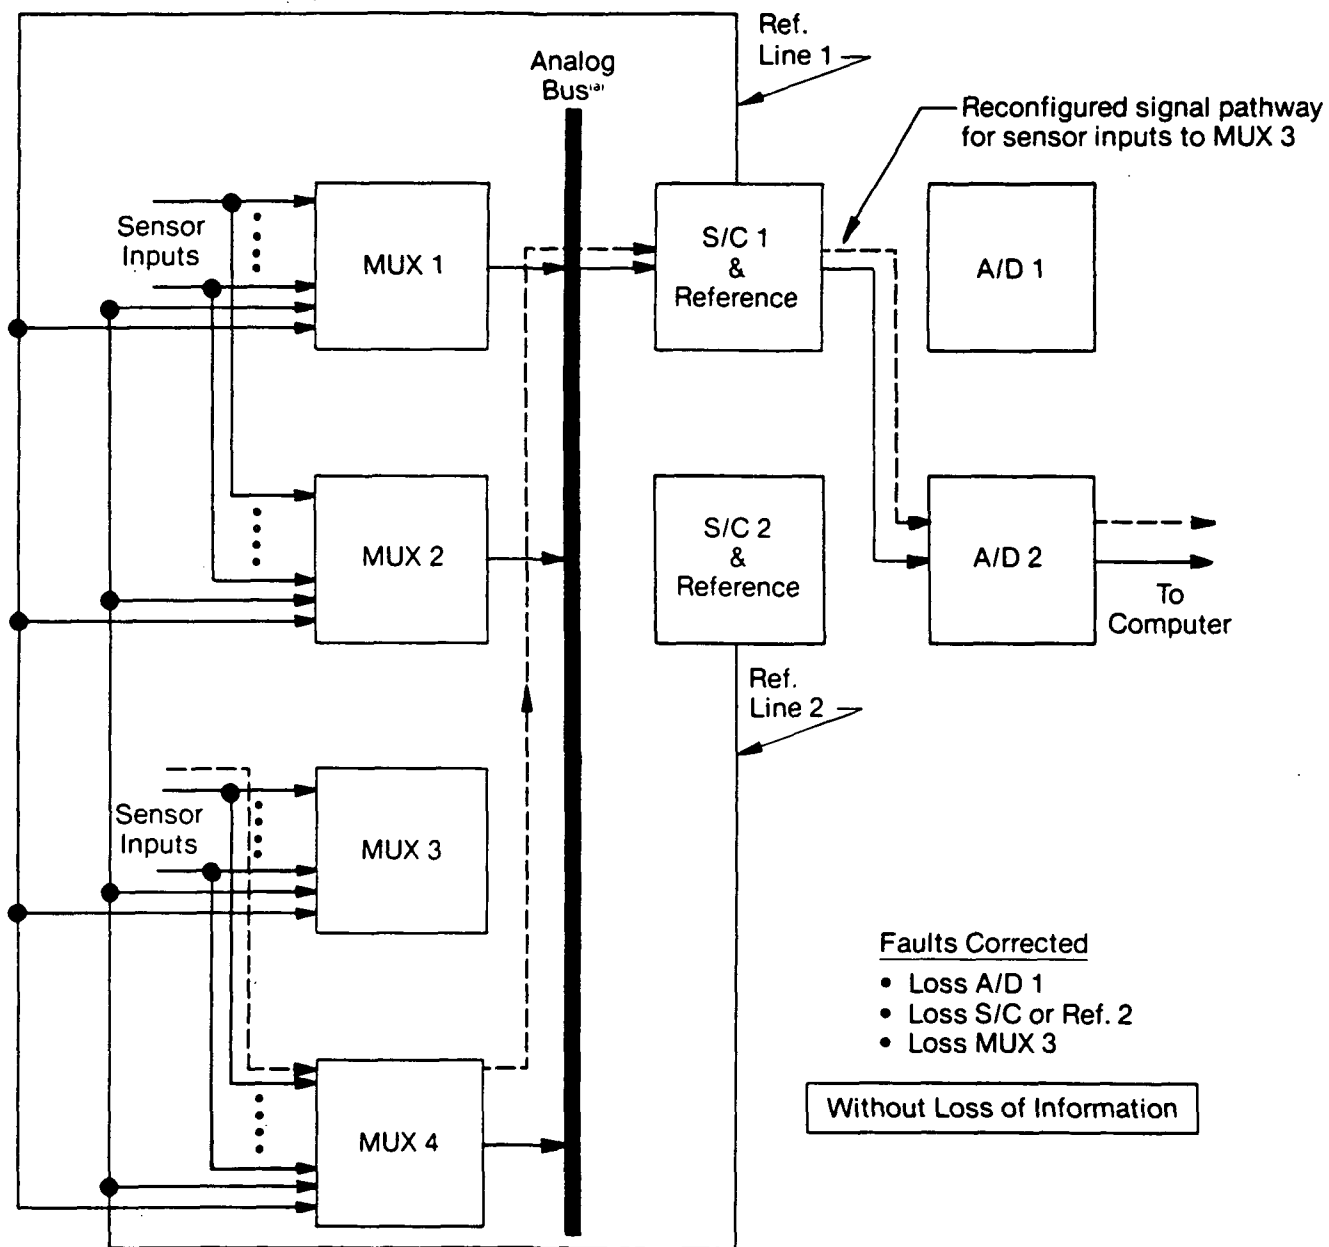 Ref.
Line 1
Analog
Bus(a)
Reconfigured signal pathway
for sensor inputs to MUX 3
Sensor
Inputs
MUX 1
S/C 1
&
Reference
A/D 1
MUX 2
S/C 2
&
Reference
A/D 2
To
Computer
Ref.
Line 2
Sensor
Inputs
MUX 3
Faults Corrected
• Loss A/D 1
• Loss S/C or Ref. 2
• Loss MUX 3
Without Loss of Information
MUX 4